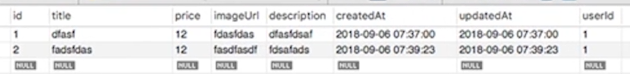 id title price imageUrl description createdAt updatedAt userId
1 dfasf 12 fdasfdas dfasfdsaf 2018-09-06 07:37:00 2018-09-06 07:37:00 1
2 fadsfdas 12 fasdfasdf fdsafads 2018-09-06 07:39:23 2018-09-06 07:39:23 1
NULL NULL NULL NULL NULL NULL NULL NULL